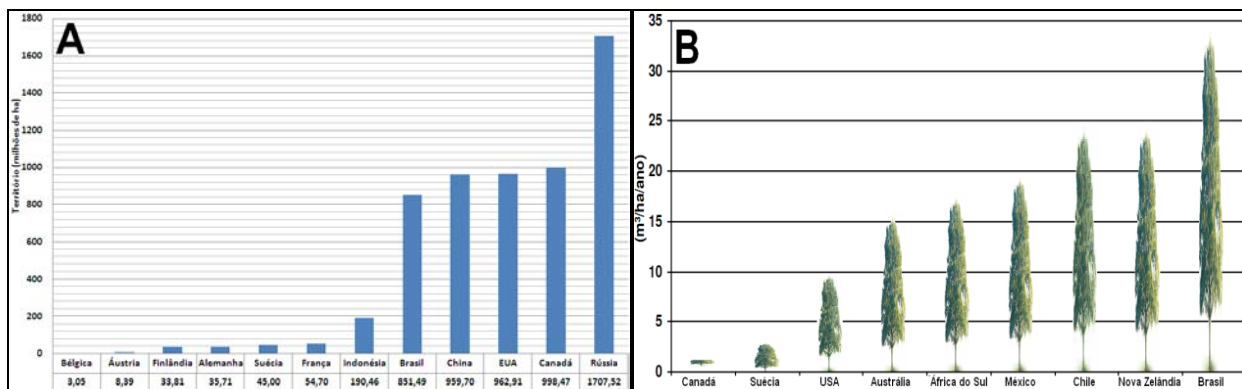 A
Território (milhões de ha)
1800
1600
1400
1200
1000
800
600
400
200
0
Bélgica Áustria Finlândia Alemanha Suécia França Indonésia Brasil China EUA Canadá Rússia
3,05 8,39 33,81 35,71 45,00 54,70 190,46 851,49 959,70 962,91 998,47 1707,52
B
(m³/ha/ano)
35
30
25
20
15
10
5
0
Canadá Suécia USA Austrália África do Sul México Chile Nova Zelândia Brasil